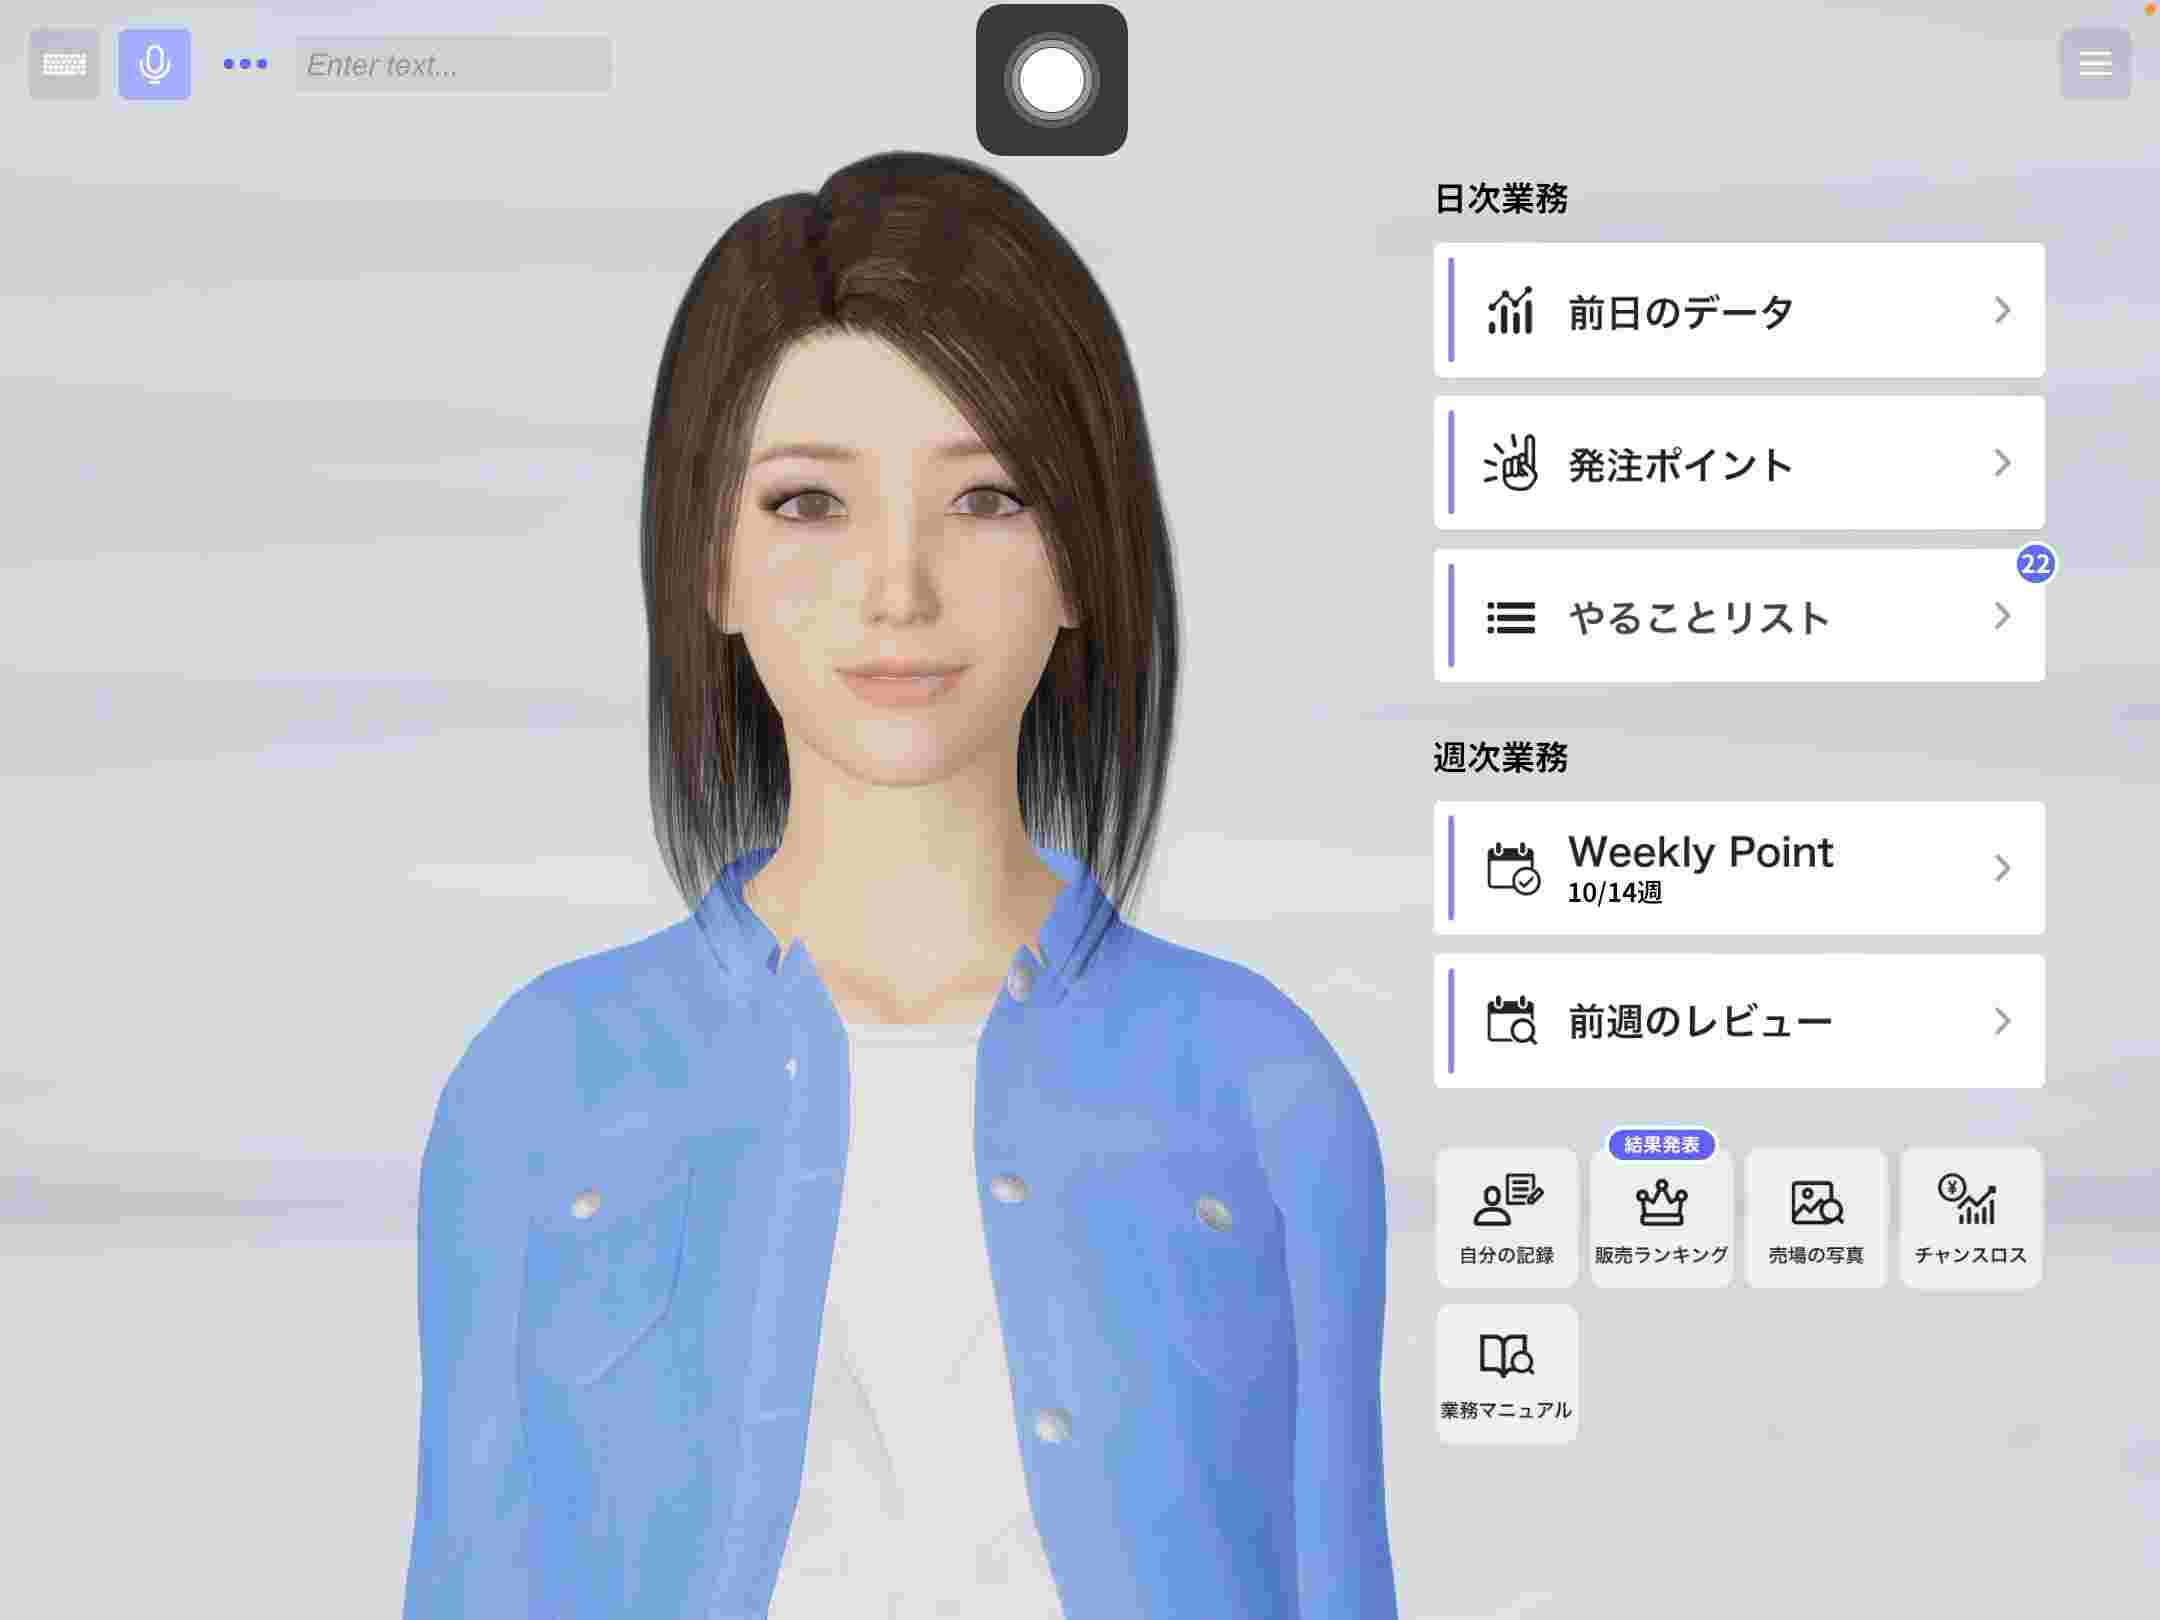 Enter text...
日次業務
前日のデータ
発注ポイント
22
やることリスト
週次業務
Weekly Point
10/14週
前週のレビュー
結果発表
自分の記録
販売ランキング
売場の写真
チャンスロス
業務マニュアル